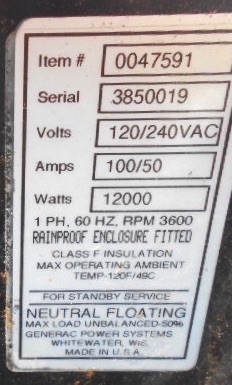 Item # 0047591
Serial 3850019
Volts 120/240VAC
Amps 100/50
Watts 12000
1 PH, 60 HZ, RPM 3600
RAINPROOF ENCLOSURE FITTED
CLASS F INSULATION
MAX OPERATING AMBIENT
TEMP-120F/49C
FOR STANDBY SERVICE
NEUTRAL FLOATING
MAX LOAD UNBALANCED-50%
GENERAC POWER SYSTEMS
WHITEWATER, WIS.
MADE IN U.S.A.